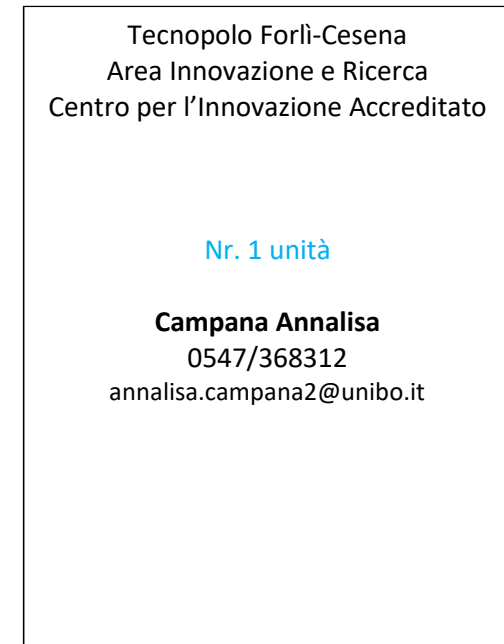 Tecnopolo Forlì-Cesena
Area Innovazione e Ricerca
Centro per l’Innovazione Accreditato
Nr. 1 unità
Campana Annalisa
0547/368312
annalisa.campana2@unibo.it